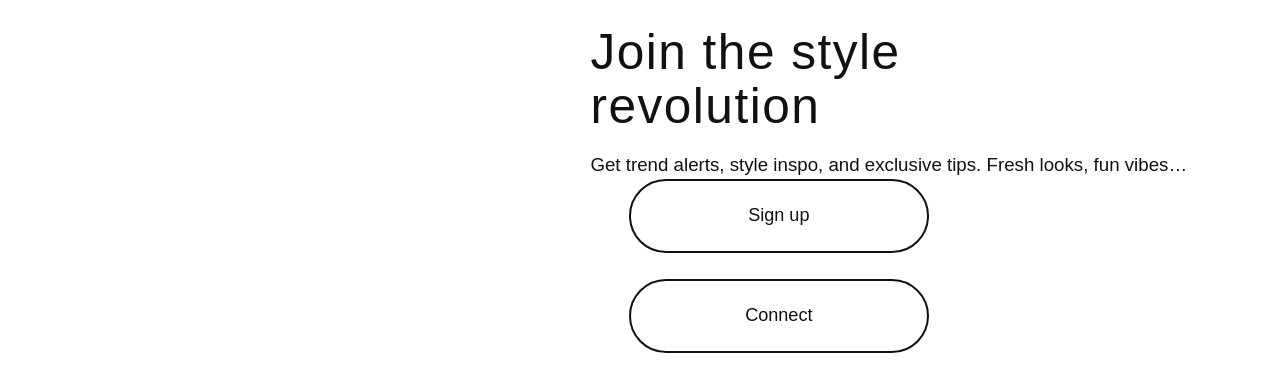 Join the style
revolution
Get trend alerts, style inspo, and exclusive tips. Fresh looks, fun vibes…
Sign up
Connect